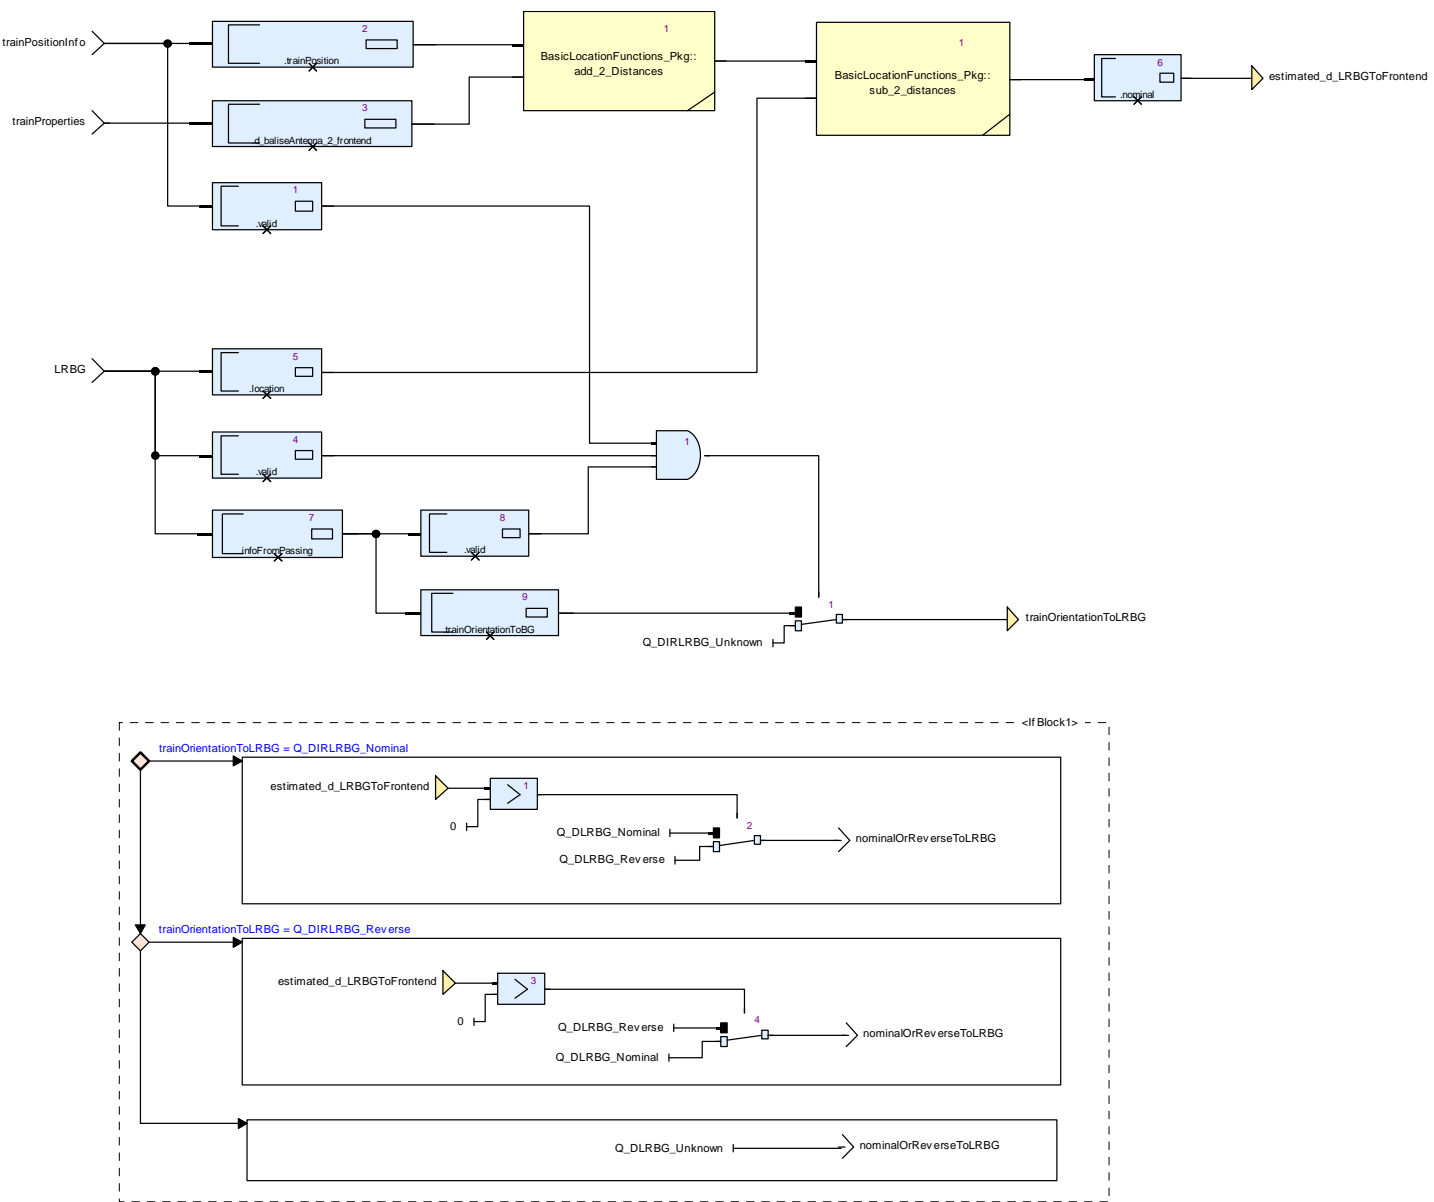 trainPositionInfo
2
.trainPosition
1
BasicLocationFunctions_Pkg::
add_2_Distances
1
BasicLocationFunctions_Pkg::
sub_2_distances
6
.nominal
estimated_d_LRBGToFrontend
trainProperties
3
.d_baliseAntenna_2_frontend
1
.valid
LRBG
5
.location
4
.valid
1
7
.infoFromPassing
8
.valid
9
.trainOrientationToBG
Q_DIRLRBG_Unknown
1
trainOrientationToLRBG
<If Block1>
trainOrientationToLRBG = Q_DIRLRBG_Nominal
estimated_d_LRBGToFrontend
1
0
Q_DLRBG_Nominal
2
Q_DLRBG_Reverse
nominalOrReverseToLRBG
trainOrientationToLRBG = Q_DIRLRBG_Reverse
estimated_d_LRBGToFrontend
3
0
Q_DLRBG_Reverse
4
Q_DLRBG_Nominal
nominalOrReverseToLRBG
Q_DLRBG_Unknown
nominalOrReverseToLRBG